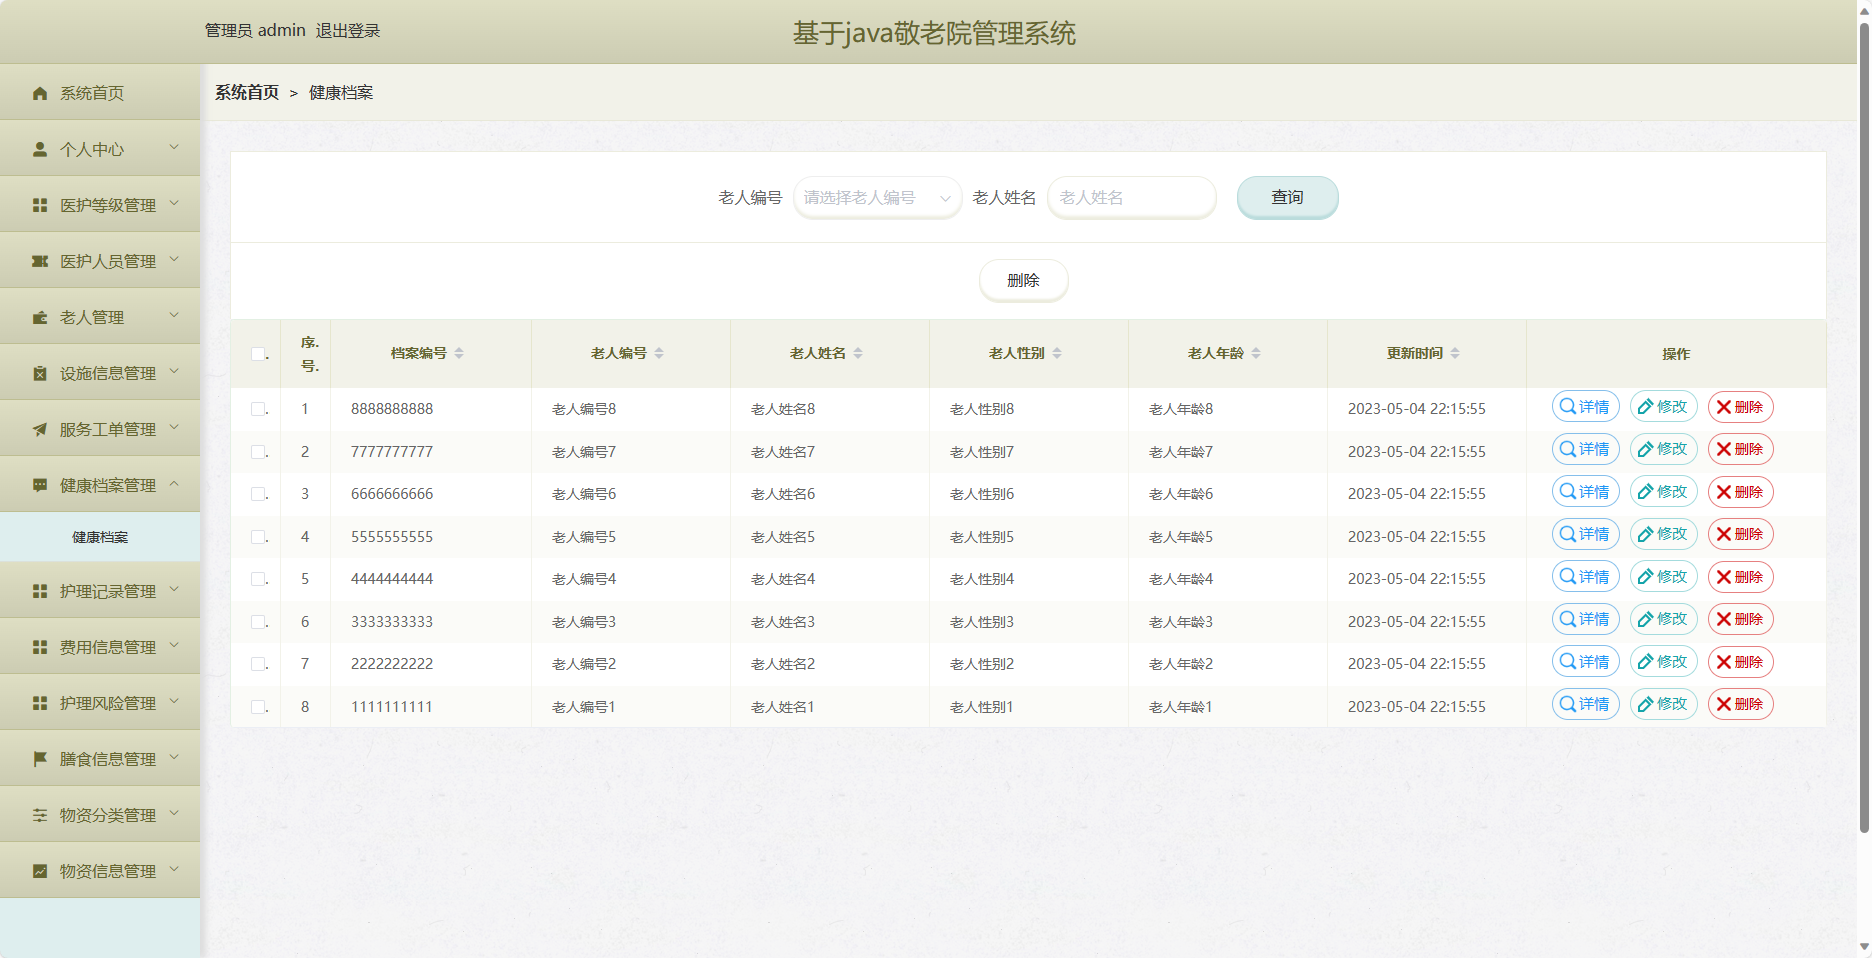 管理员 admin 退出登录
基于java敬老院管理系统
系统首页
个人中心
医护等级管理
医护人员管理
老人管理
设施信息管理
服务工单管理
健康档案管理
健康档案
护理记录管理
费用信息管理
护理风险管理
膳食信息管理
物资分类管理
物资信息管理
系统首页 > 健康档案
老人编号 请选择老人编号 老人姓名 老人姓名 查询
删除
序号 档案编号 老人编号 老人姓名 老人性别 老人年龄 更新时间 操作
1 8888888888 老人编号8 老人姓名8 老人性别8 老人年龄8 2023-05-04 22:15:55 详情 修改 删除
2 7777777777 老人编号7 老人姓名7 老人性别7 老人年龄7 2023-05-04 22:15:55 详情 修改 删除
3 6666666666 老人编号6 老人姓名6 老人性别6 老人年龄6 2023-05-04 22:15:55 详情 修改 删除
4 5555555555 老人编号5 老人姓名5 老人性别5 老人年龄5 2023-05-04 22:15:55 详情 修改 删除
5 4444444444 老人编号4 老人姓名4 老人性别4 老人年龄4 2023-05-04 22:15:55 详情 修改 删除
6 3333333333 老人编号3 老人姓名3 老人性别3 老人年龄3 2023-05-04 22:15:55 详情 修改 删除
7 2222222222 老人编号2 老人姓名2 老人性别2 老人年龄2 2023-05-04 22:15:55 详情 修改 删除
8 1111111111 老人编号1 老人姓名1 老人性别1 老人年龄1 2023-05-04 22:15:55 详情 修改 删除